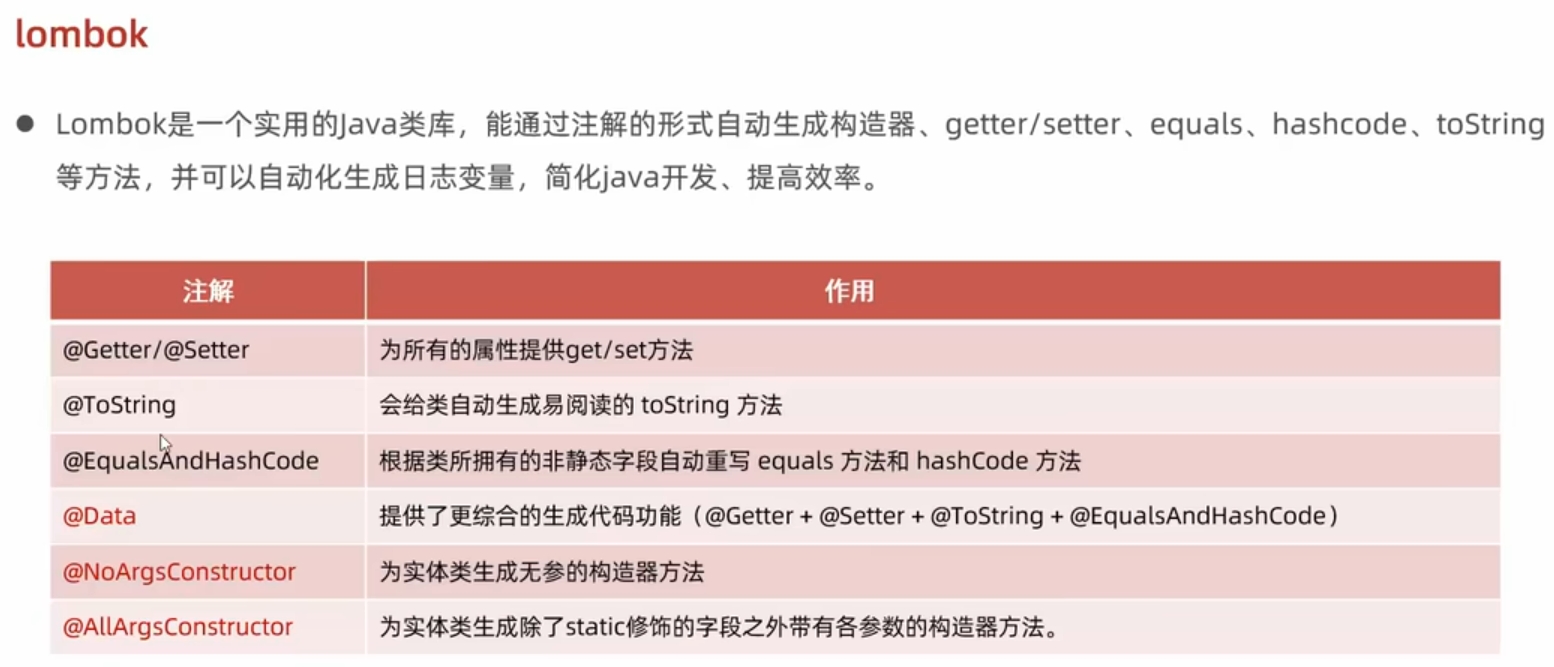 lombok
● Lombok是一个实用的Java类库，能通过注解的形式自动生成构造器、getter/setter、equals、hashcode、toString
等方法，并可以自动化生成日志变量，简化java开发、提高效率。
注解 作用
@Getter/@Setter 为所有的属性提供get/set方法
@ToString 会给类自动生成易阅读的 toString 方法
@EqualsAndHashCode 根据类所拥有的非静态字段自动重写 equals 方法和 hashCode 方法
@Data 提供了更综合的生成代码功能（@Getter + @Setter + @ToString + @EqualsAndHashCode）
@NoArgsConstructor 为实体类生成无参的构造器方法
@AllArgsConstructor 为实体类生成除了static修饰的字段之外带有各参数的构造器方法。